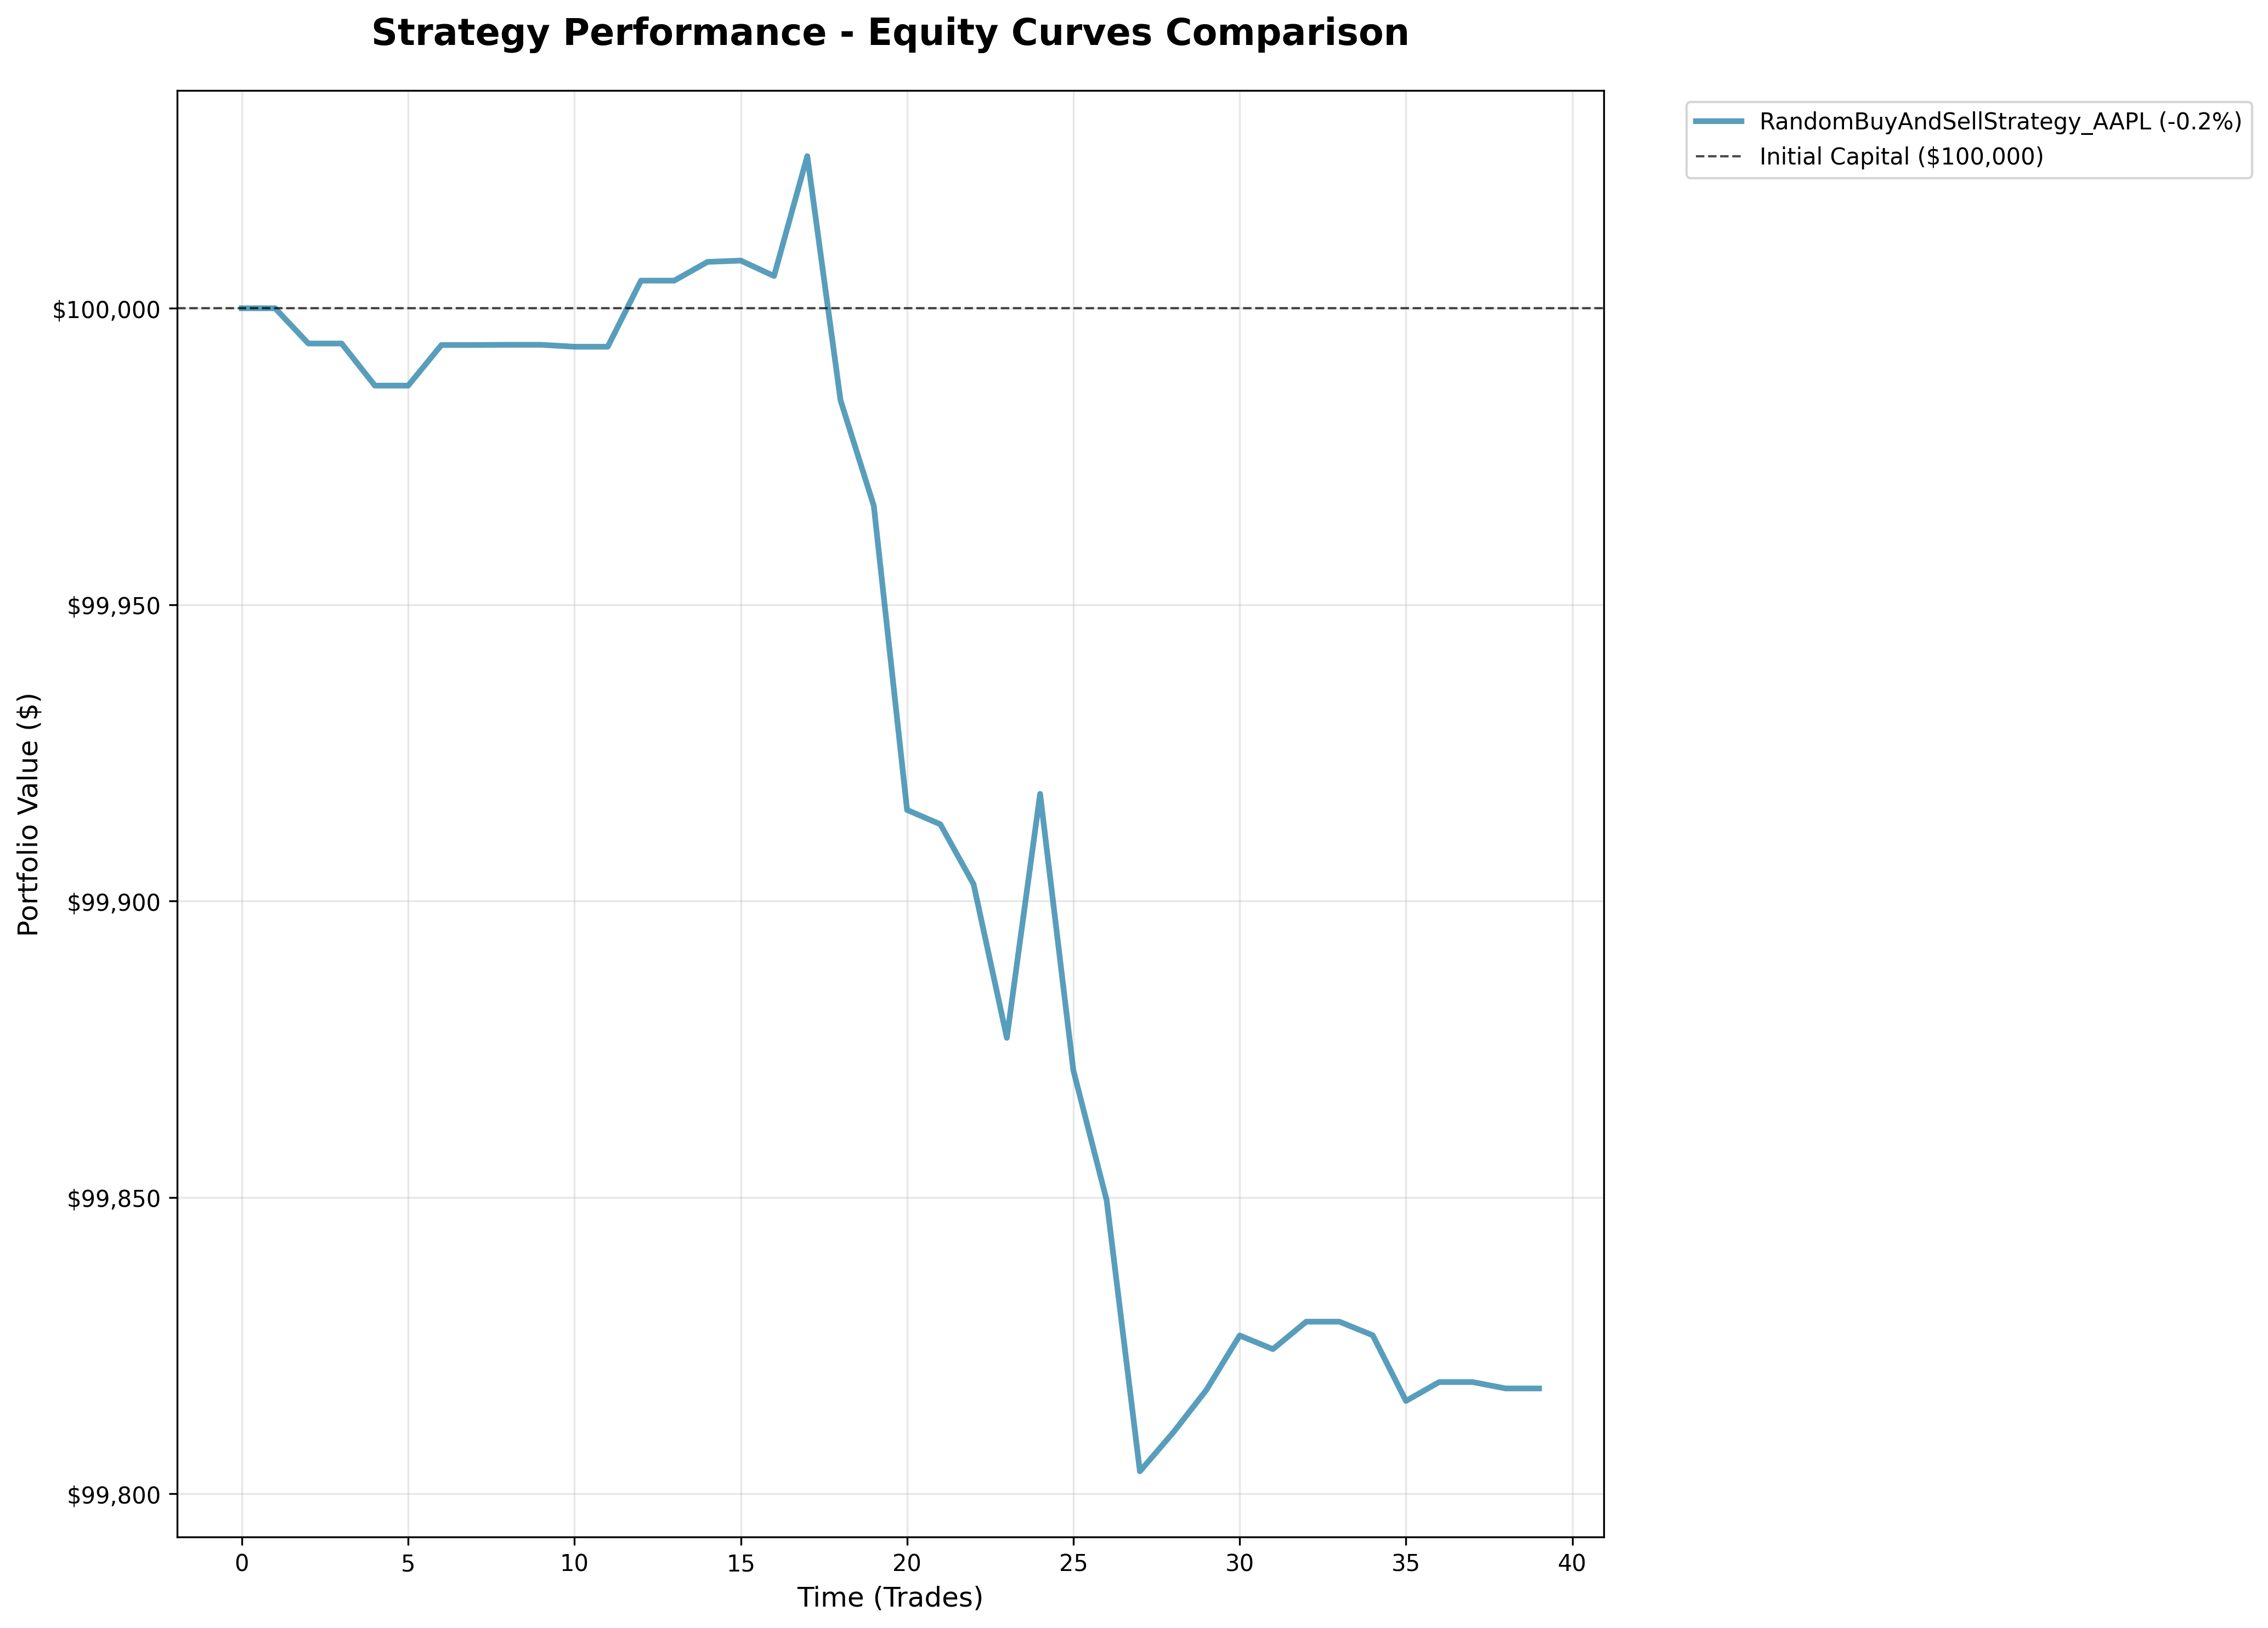 Strategy Performance - Equity Curves Comparison
RandomBuyAndSellStrategy_AAPL (-0.2%)
Initial Capital ($100,000)
Portfolio Value ($)
$100,000
$99,950
$99,900
$99,850
$99,800
0 5 10 15 20 25 30 35 40
Time (Trades)